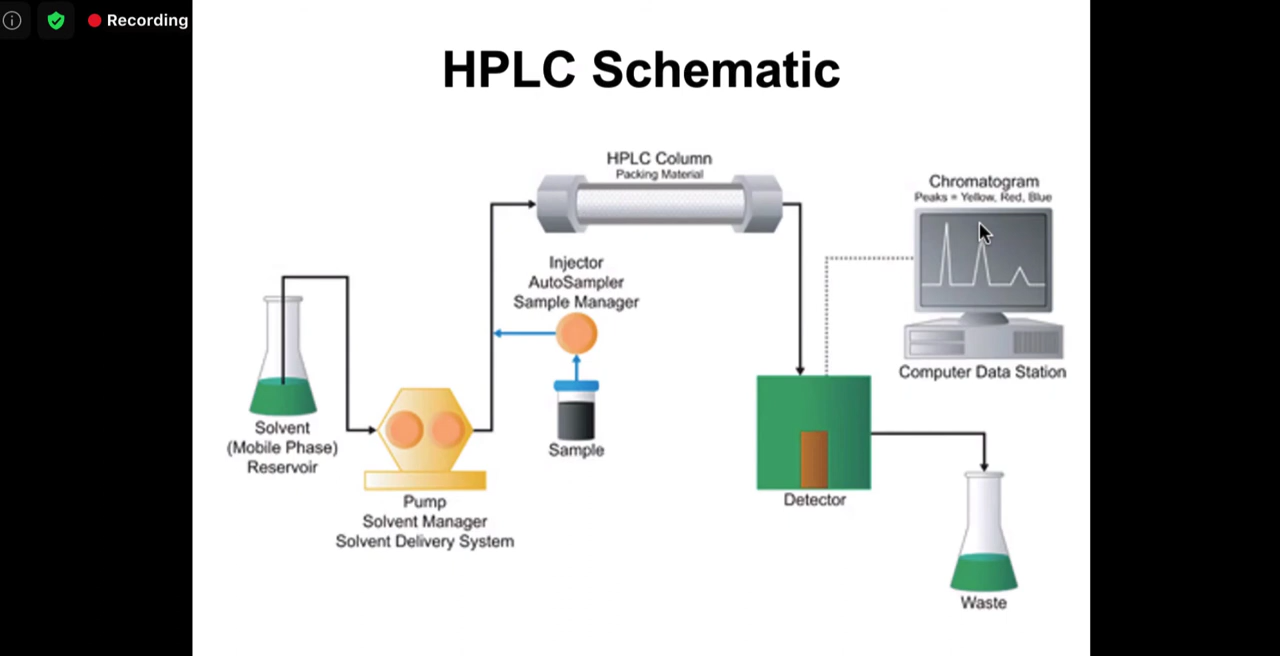 Recording
HPLC Schematic
HPLC Column
Packing Material
Chromatogram
Peaks = Yellow, Red, Blue
Injector
AutoSampler
Sample Manager
Computer Data Station
Solvent
(Mobile Phase)
Reservoir
Sample
Pump
Solvent Manager
Solvent Delivery System
Detector
Waste